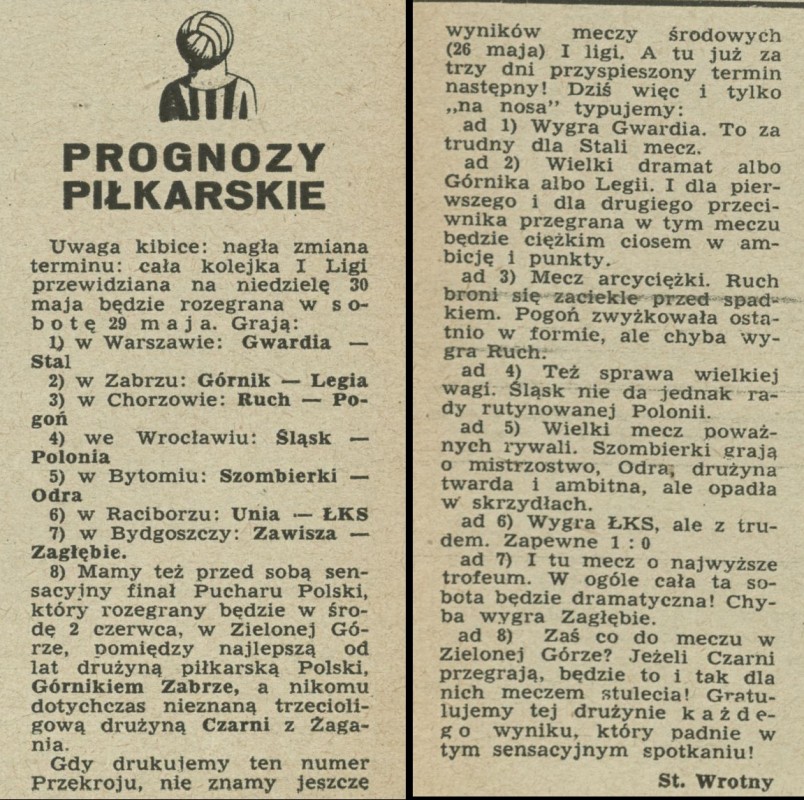 PROGNOZY
PIŁKARSKIE
Uwaga kibice: nagła zmiana
terminu: cała kolejka I Ligi
przewidziana na niedzielę 30
maja będzie rozegrana w so-
botę 29 maja. Grają:
1) w Warszawie: Gwardia —
Stal
2) w Zabrzu: Górnik — Legia
3) w Chorzowie: Ruch — Po-
goń
4) we Wrocławiu: Śląsk —
Polonia
5) w Bytomiu: Szombierki —
Odra
6) w Raciborzu: Unia — ŁKS
7) w Bydgoszczy: Zawisza —
Zagłębie.
8) Mamy też przed sobą sen-
sacyjny finał Pucharu Polski,
który rozegrany będzie w śro-
dę 2 czerwca, w Zielonej Gó-
rze, pomiędzy najlepszą od
lat drużyną piłkarską Polski,
Górnikiem Zabrze, a nikomu
dotychczas nieznaną trzecioli-
gową drużyną Czarni z Żaga-
nia.
Gdy drukujemy ten numer
Przekroju, nie znamy jeszcze
wyników meczy środowych
(26 maja) I ligi. A tu już za
trzy dni przyspieszony termin
następny! Dziś więc i tylko
„na nosa” typujemy:
ad 1) Wygra Gwardia. To za
trudny dla Stali mecz.
ad 2) Wielki dramat albo
Górnika albo Legii. I dla pier-
wszego i dla drugiego przeci-
wnika przegrana w tym meczu
będzie ciężkim ciosem w am-
bicję i punkty.
ad 3) Mecz arcyciężki. Ruch
broni się zaciekle przed spad-
kiem. Pogoń zwyżkowała osta-
tnio w formie, ale chyba wy-
gra Ruch.
ad 4) Też sprawa wielkiej
wagi. Śląsk nie da jednak ra-
dy rutynowanej Polonii.
ad 5) Wielki mecz poważ-
nych rywali. Szombierki grają
o mistrzostwo, Odra, drużyna
twarda i ambitna, ale opadła
w skrzydłach.
ad 6) Wygra ŁKS, ale z tru-
dem. Zapewne 1 : 0
ad 7) I tu mecz o najwyższe
trofeum. W ogóle cała ta so-
bota będzie dramatyczna! Chy-
ba wygra Zagłębie.
ad 8) Zaś co do meczu w
Zielonej Górze? Jeżeli Czarni
przegrają, będzie to i tak dla
nich meczem stulecia! Gratu-
lujemy tej drużynie każde-
go wyniku, który padnie w
tym sensacyjnym spotkaniu!
St. Wrotny